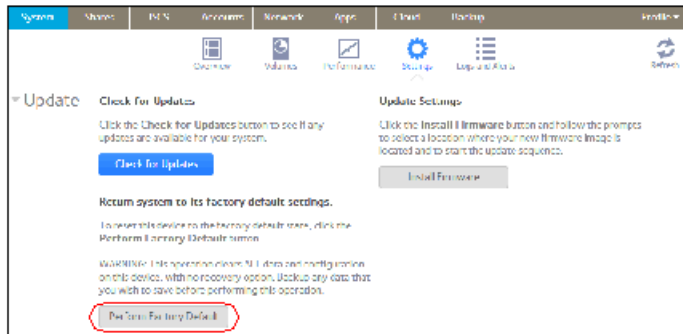 System Shares iSCSI Accounts Network Apps Cloud Backup Profile
Overview Volumes Performance Settings Logs and Alerts Refresh
Update
Check for Updates
Click the Check for Updates button to see if any
updates are available for your system.
Check for Updates
Update Settings
Click the Install Firmware button and follow the prompts
to select a location where your new firmware image is
located and to start the update sequence.
Install Firmware
Return system to its factory default settings.
To reset this device to the factory default state, click the
Perform Factory Default button
WARNING: This operation clears ALL data and configuration
on this device, with no recovery option. Backup any data that
you wish to save before performing this operation.
Perform Factory Default